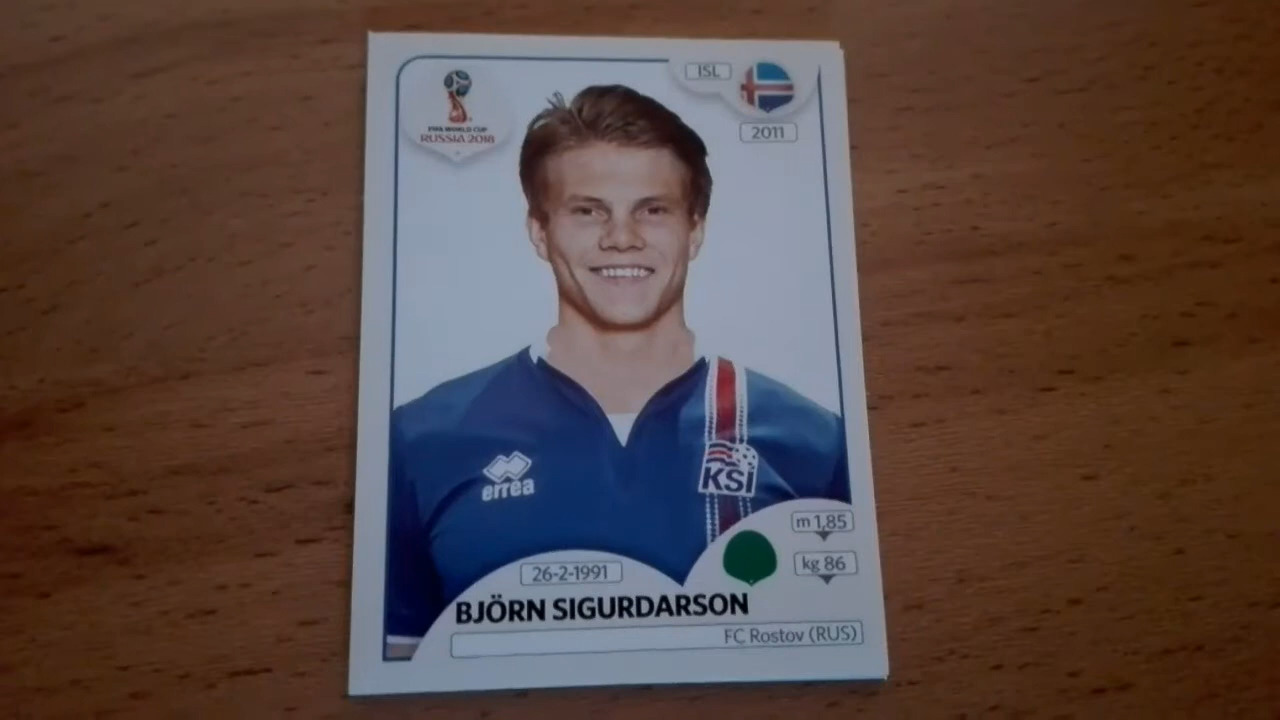 ISL
FIFA WORLD CUP
RUSSIA 2018
2011
errea
KSÍ
m 1,85
kg 86
26-2-1991
BJÖRN SIGURDARSON
FC Rostov (RUS)